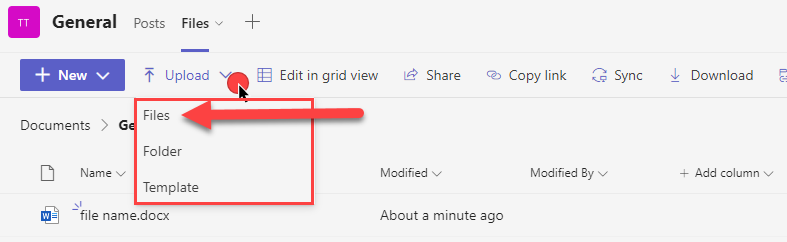 TT General Posts Files
New Upload Edit in grid view Share Copy link Sync Download
Files
Documents > Ge
Folder
Name Modified Modified By + Add column
Template
file name.docx About a minute ago